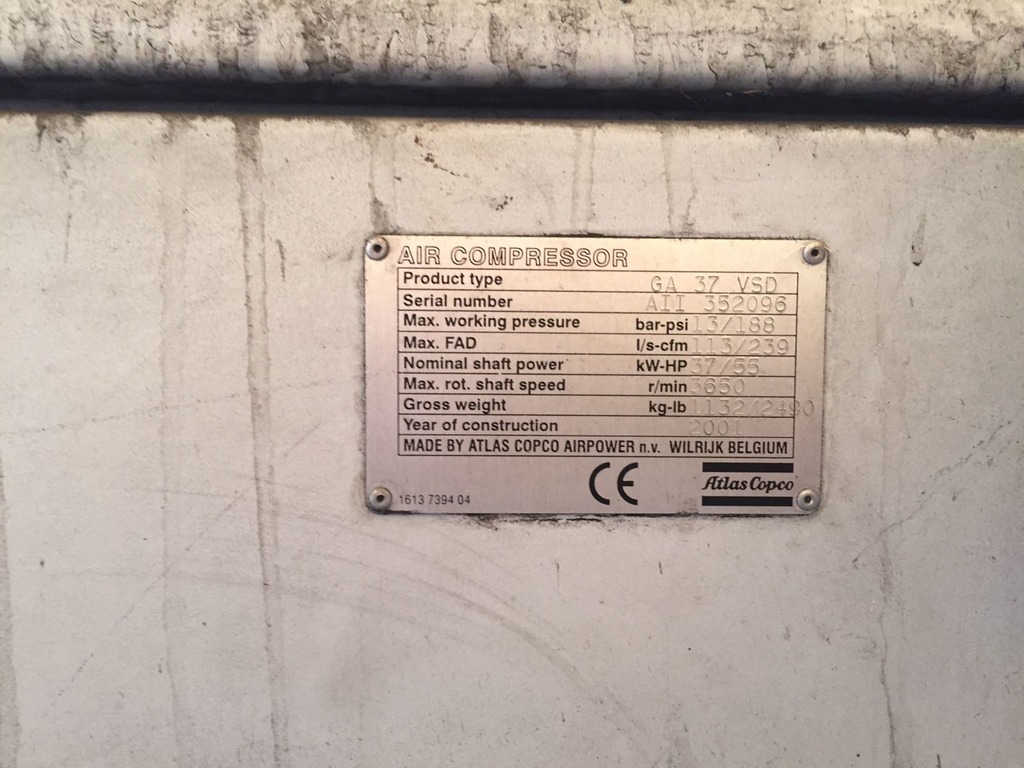 AIR COMPRESSOR
Product type GA 37 VSD
Serial number AII 352096
Max. working pressure bar-psi 13/188
Max. FAD l/s-cfm 113/239
Nominal shaft power kW-HP 37/55
Max. rot. shaft speed r/min 3650
Gross weight kg-lb 1132/2490
Year of construction 2001
MADE BY ATLAS COPCO AIRPOWER n.v. WILRIJK BELGIUM
CE
Atlas Copco
1613 7394 04